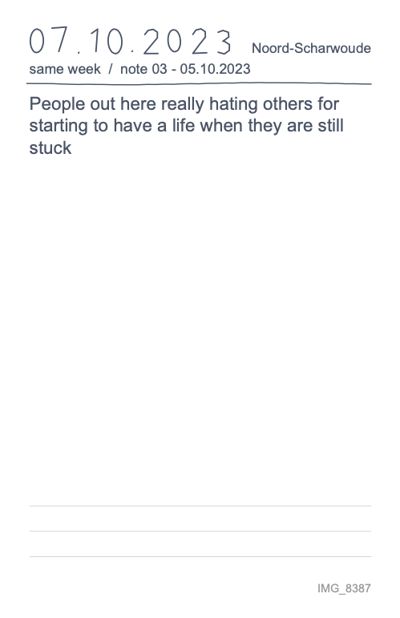 07.10.2023 Noord-Scharwoude
same week / note 03 - 05.10.2023
People out here really hating others for
starting to have a life when they are still
stuck
IMG_8387